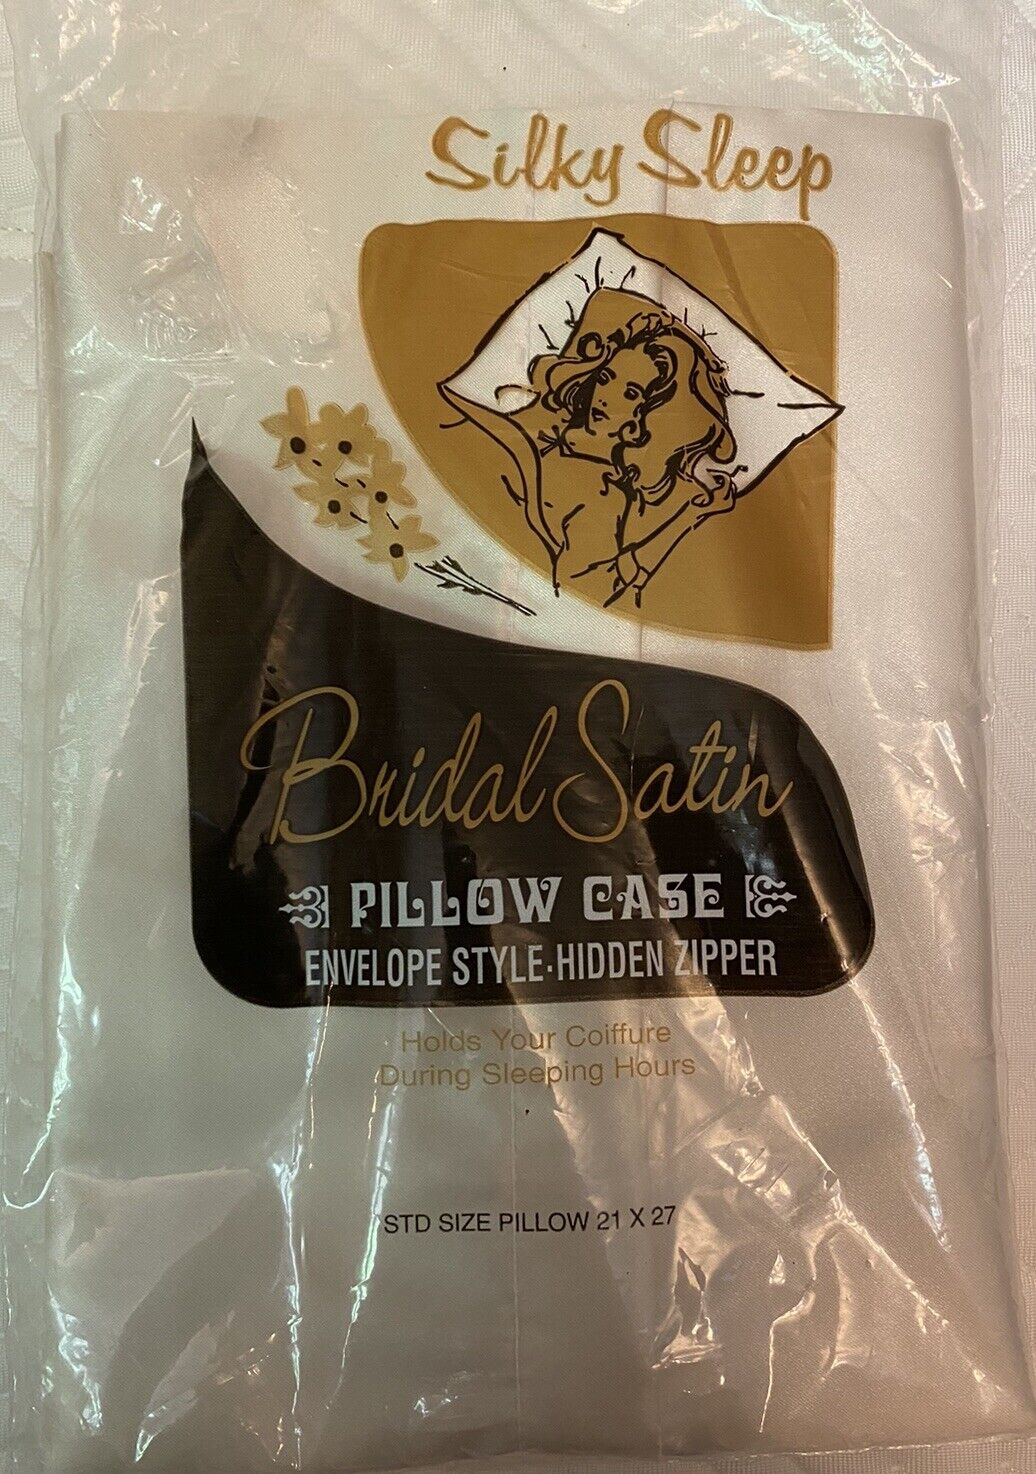 Silky Sleep
Bridal Satin
PILLOW CASE
ENVELOPE STYLE·HIDDEN ZIPPER
Holds Your Coiffure
During Sleeping Hours
STD SIZE PILLOW 21 X 27